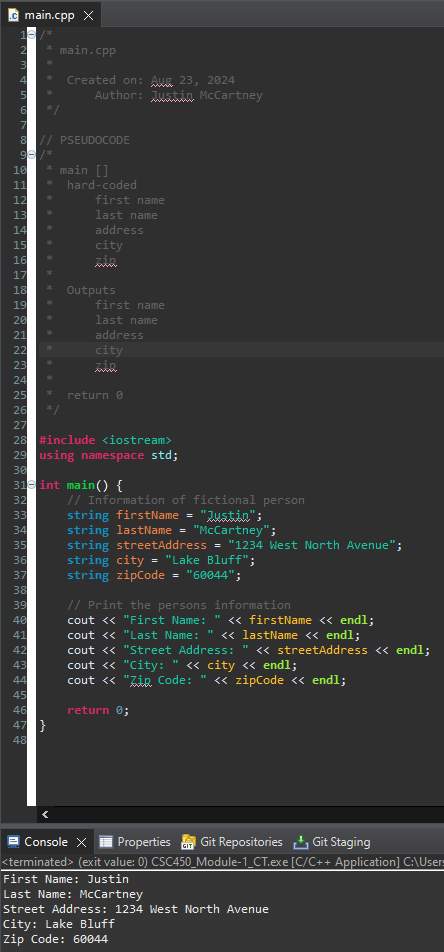 main.cpp
1 /*
2  * main.cpp
3  *
4  *  Created on: Aug 23, 2024
5  *      Author: Justin McCartney
6  */
7
8 // PSEUDOCODE
9 /*
10  * main []
11  *  hard-coded
12  *      first name
13  *      last name
14  *      address
15  *      city
16  *      zip
17  *
18  *  Outputs
19  *      first name
20  *      last name
21  *      address
22  *      city
23  *      zip
24  *
25  *  return 0
26  */
27
28 #include <iostream>
29 using namespace std;
30
31 int main() {
32     // Information of fictional person
33     string firstName = "Justin";
34     string lastName = "McCartney";
35     string streetAddress = "1234 West North Avenue";
36     string city = "Lake Bluff";
37     string zipCode = "60044";
38
39     // Print the persons information
40     cout << "First Name: " << firstName << endl;
41     cout << "Last Name: " << lastName << endl;
42     cout << "Street Address: " << streetAddress << endl;
43     cout << "City: " << city << endl;
44     cout << "Zip Code: " << zipCode << endl;
45
46     return 0;
47 }
48
Console Properties Git Repositories Git Staging
<terminated> (exit value: 0) CSC450_Module-1_CT.exe [C/C++ Application] C:\Users
First Name: Justin
Last Name: McCartney
Street Address: 1234 West North Avenue
City: Lake Bluff
Zip Code: 60044